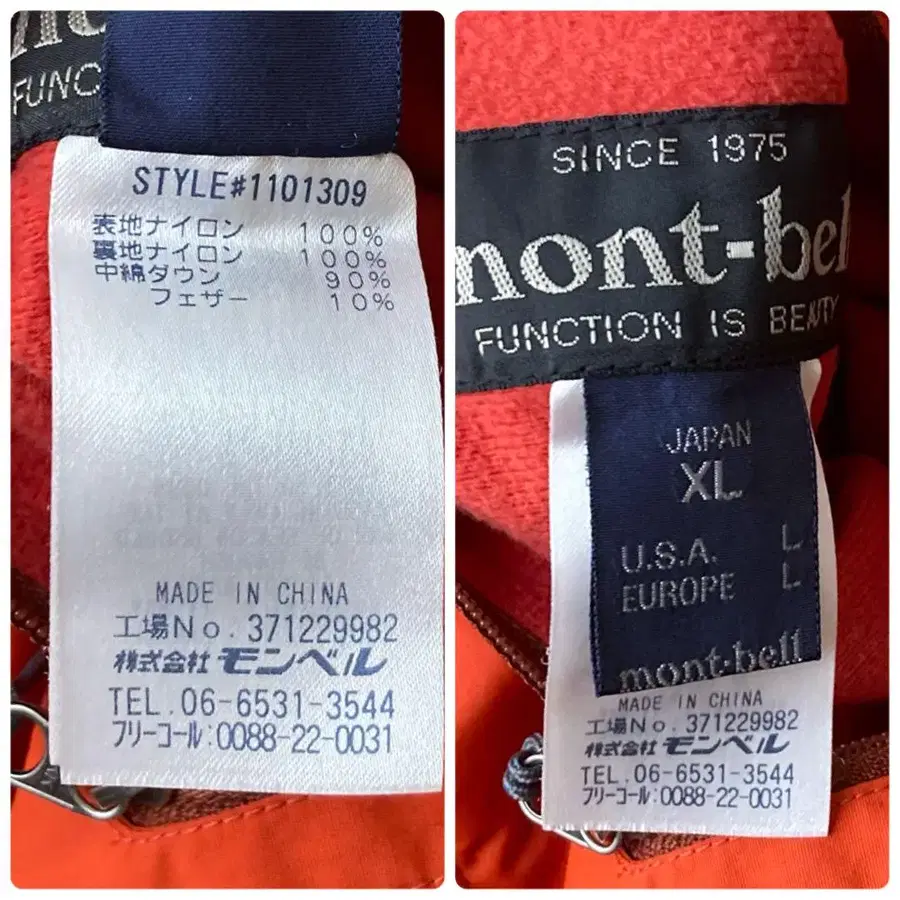 FUNC
STYLE#1101309
表地ナイロン 100%
裏地ナイロン 100%
中綿ダウン 90%
フェザー 10%
MADE IN CHINA
工場No. 371229982
株式会社 モンベル
TEL. 06-6531-3544
フリーコール:0088-22-0031
SINCE 1975
mont-bell
FUNCTION IS BEAUTY
JAPAN
XL
U.S.A. L
EUROPE L
mont-bell
MADE IN CHINA
工場No. 371229982
株式会社 モンベル
TEL. 06-6531-3544
フリーコール:0088-22-0031